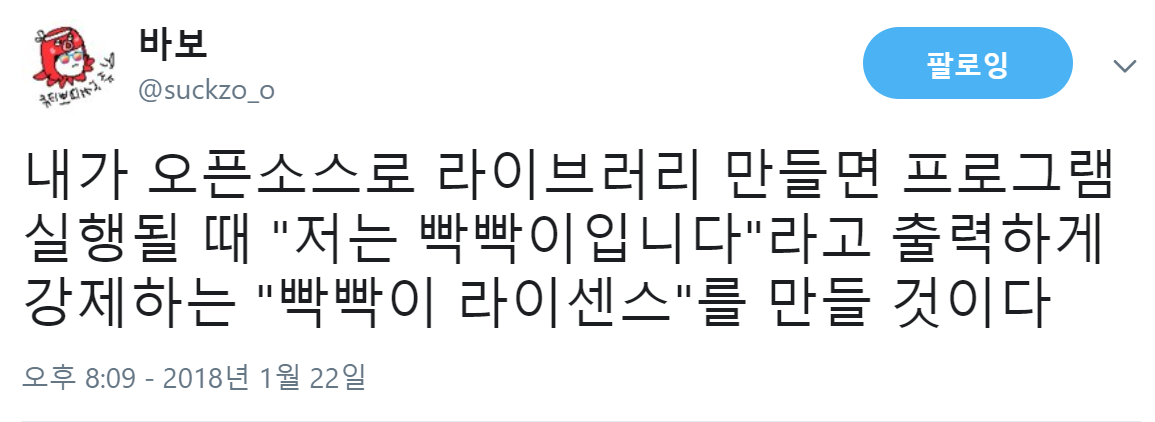 바보
@suckzo_o
팔로잉
내가 오픈소스로 라이브러리 만들면 프로그램
실행될 때 "저는 빡빡이입니다"라고 출력하게
강제하는 "빡빡이 라이센스"를 만들 것이다
오후 8:09 - 2018년 1월 22일